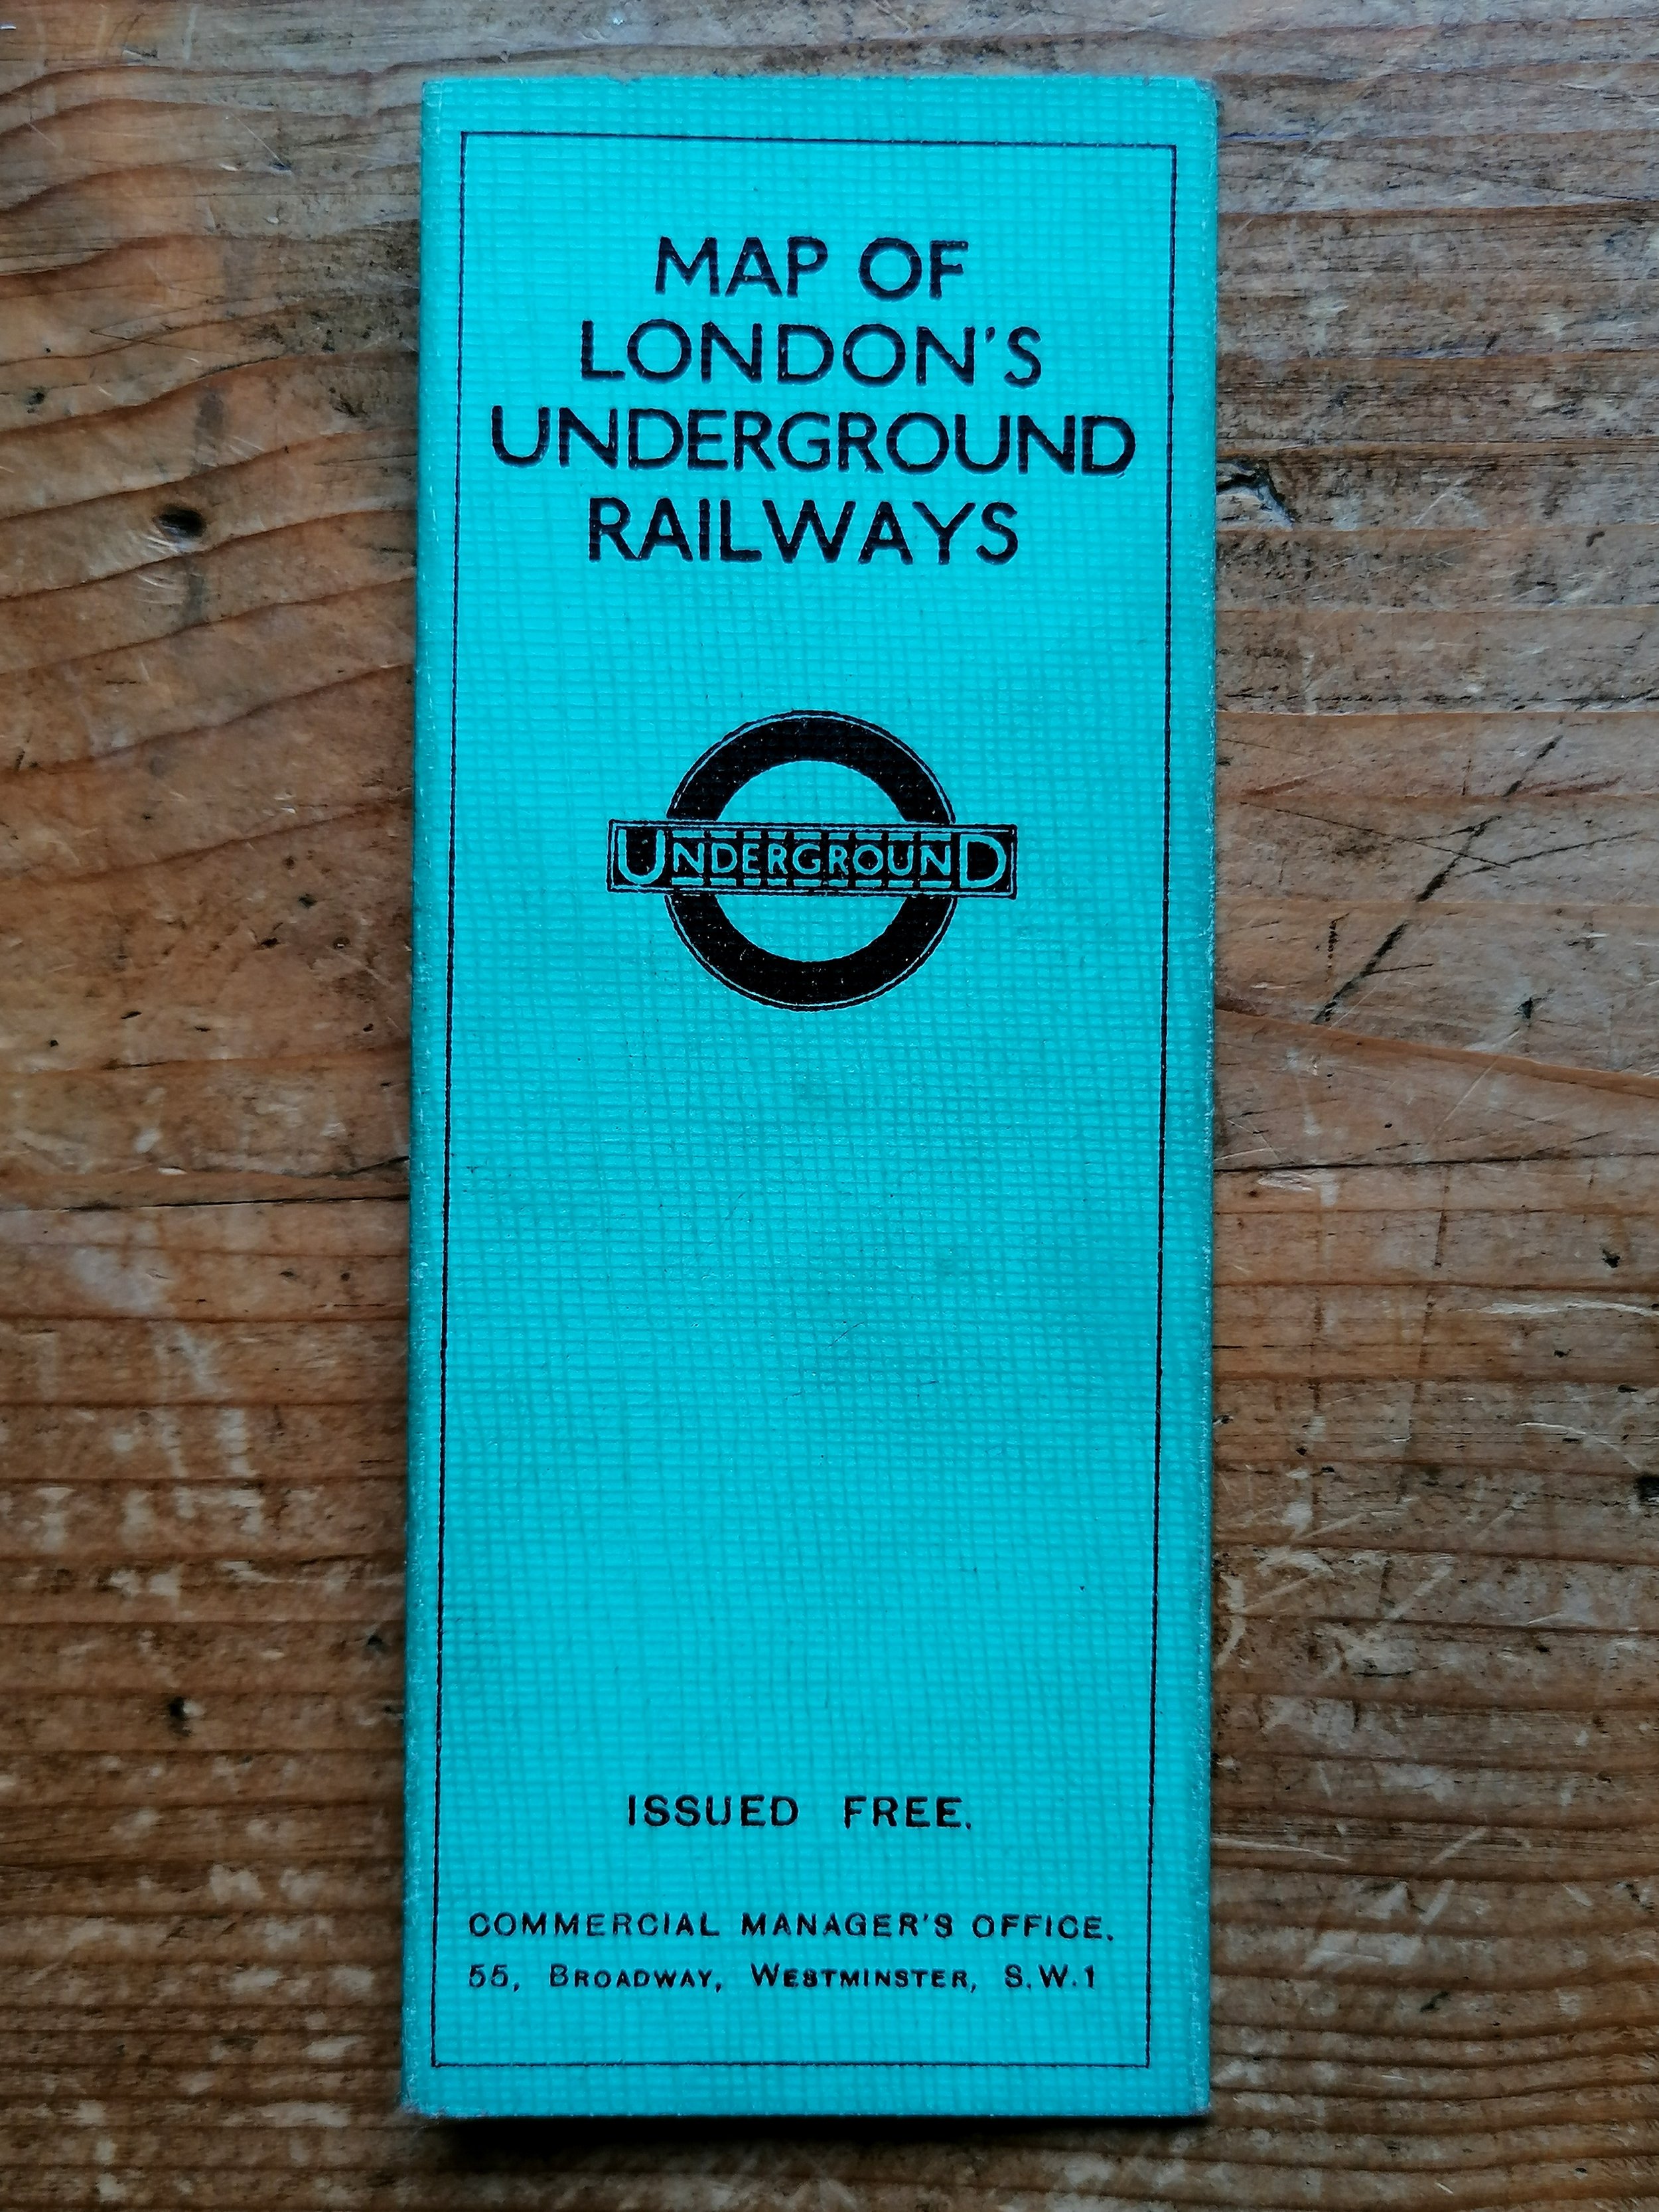 MAP OF
LONDON'S
UNDERGROUND
RAILWAYS
UNDERGROUND
ISSUED FREE.
COMMERCIAL MANAGER'S OFFICE.
55, BROADWAY, WESTMINSTER, S.W.1